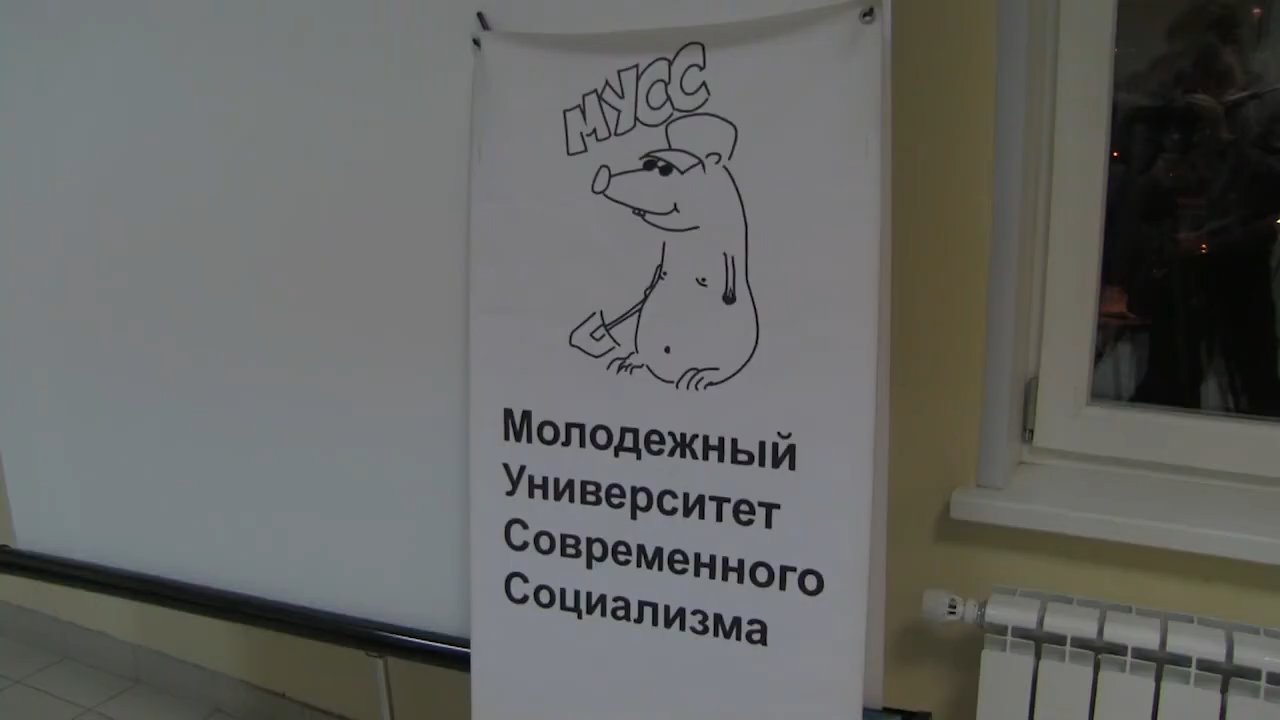 МУСС
Молодежный
Университет
Современного
Социализма